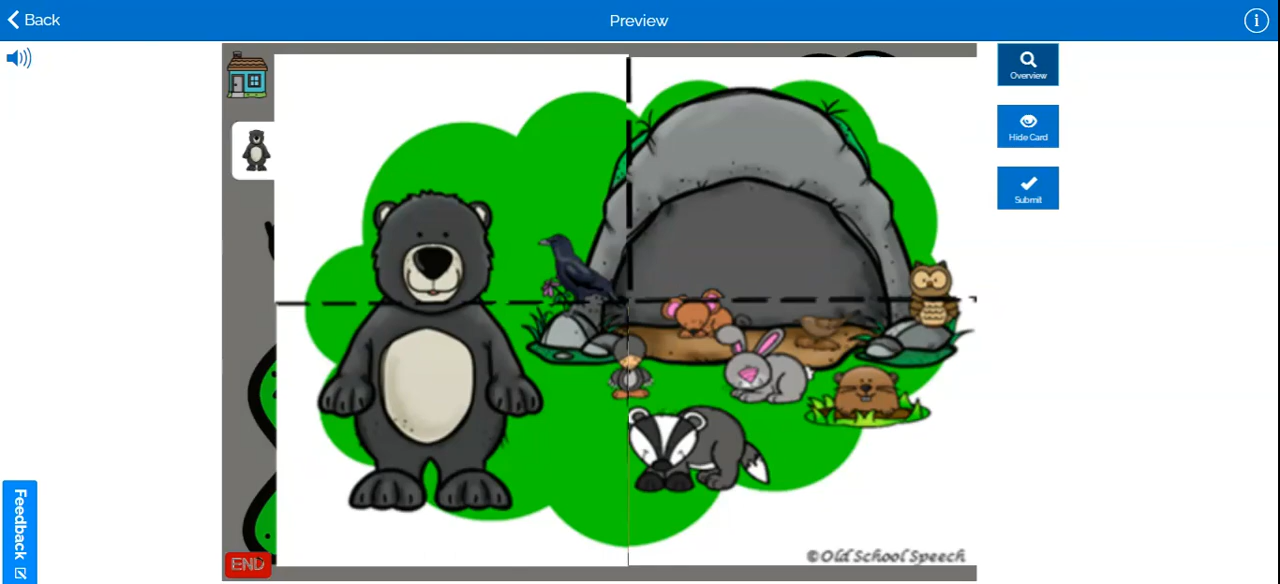 Back
Preview
i
Overview
Hide Card
Submit
Feedback
END
©Old School Speech